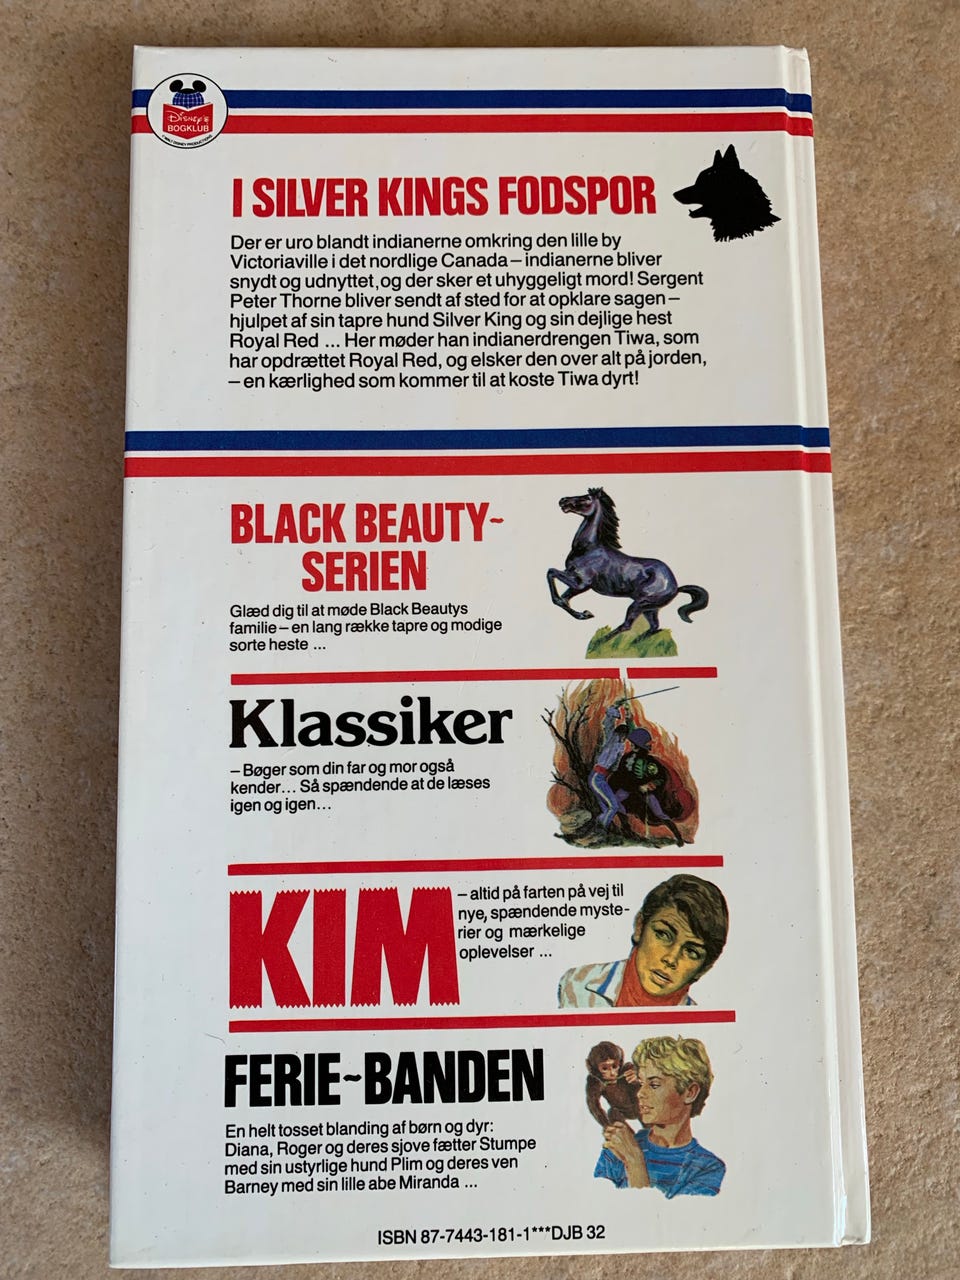 Disney's
BOGKLUB
© WALT DISNEY PRODUCTIONS
I SILVER KINGS FODSPOR
Der er uro blandt indianerne omkring den lille by
Victoriaville i det nordlige Canada – indianerne bliver
snydt og udnyttet, og der sker et uhyggeligt mord! Sergent
Peter Thorne bliver sendt af sted for at opklare sagen –
hjulpet af sin tapre hund Silver King og sin dejlige hest
Royal Red ... Her møder han indianerdrengen Tiwa, som
har opdrættet Royal Red, og elsker den over alt på jorden,
– en kærlighed som kommer til at koste Tiwa dyrt!
BLACK BEAUTY-
SERIEN
Glæd dig til at møde Black Beautys
familie – en lang række tapre og modige
sorte heste ...
Klassiker
– Bøger som din far og mor også
kender... Så spændende at de læses
igen og igen...
KIM
– altid på farten på vej til
nye, spændende myste-
rier og mærkelige
oplevelser ...
FERIE-BANDEN
En helt tosset blanding af børn og dyr:
Diana, Roger og deres sjove fætter Stumpe
med sin ustyrlige hund Plim og deres ven
Barney med sin lille abe Miranda ...
ISBN 87-7443-181-1***DJB 32